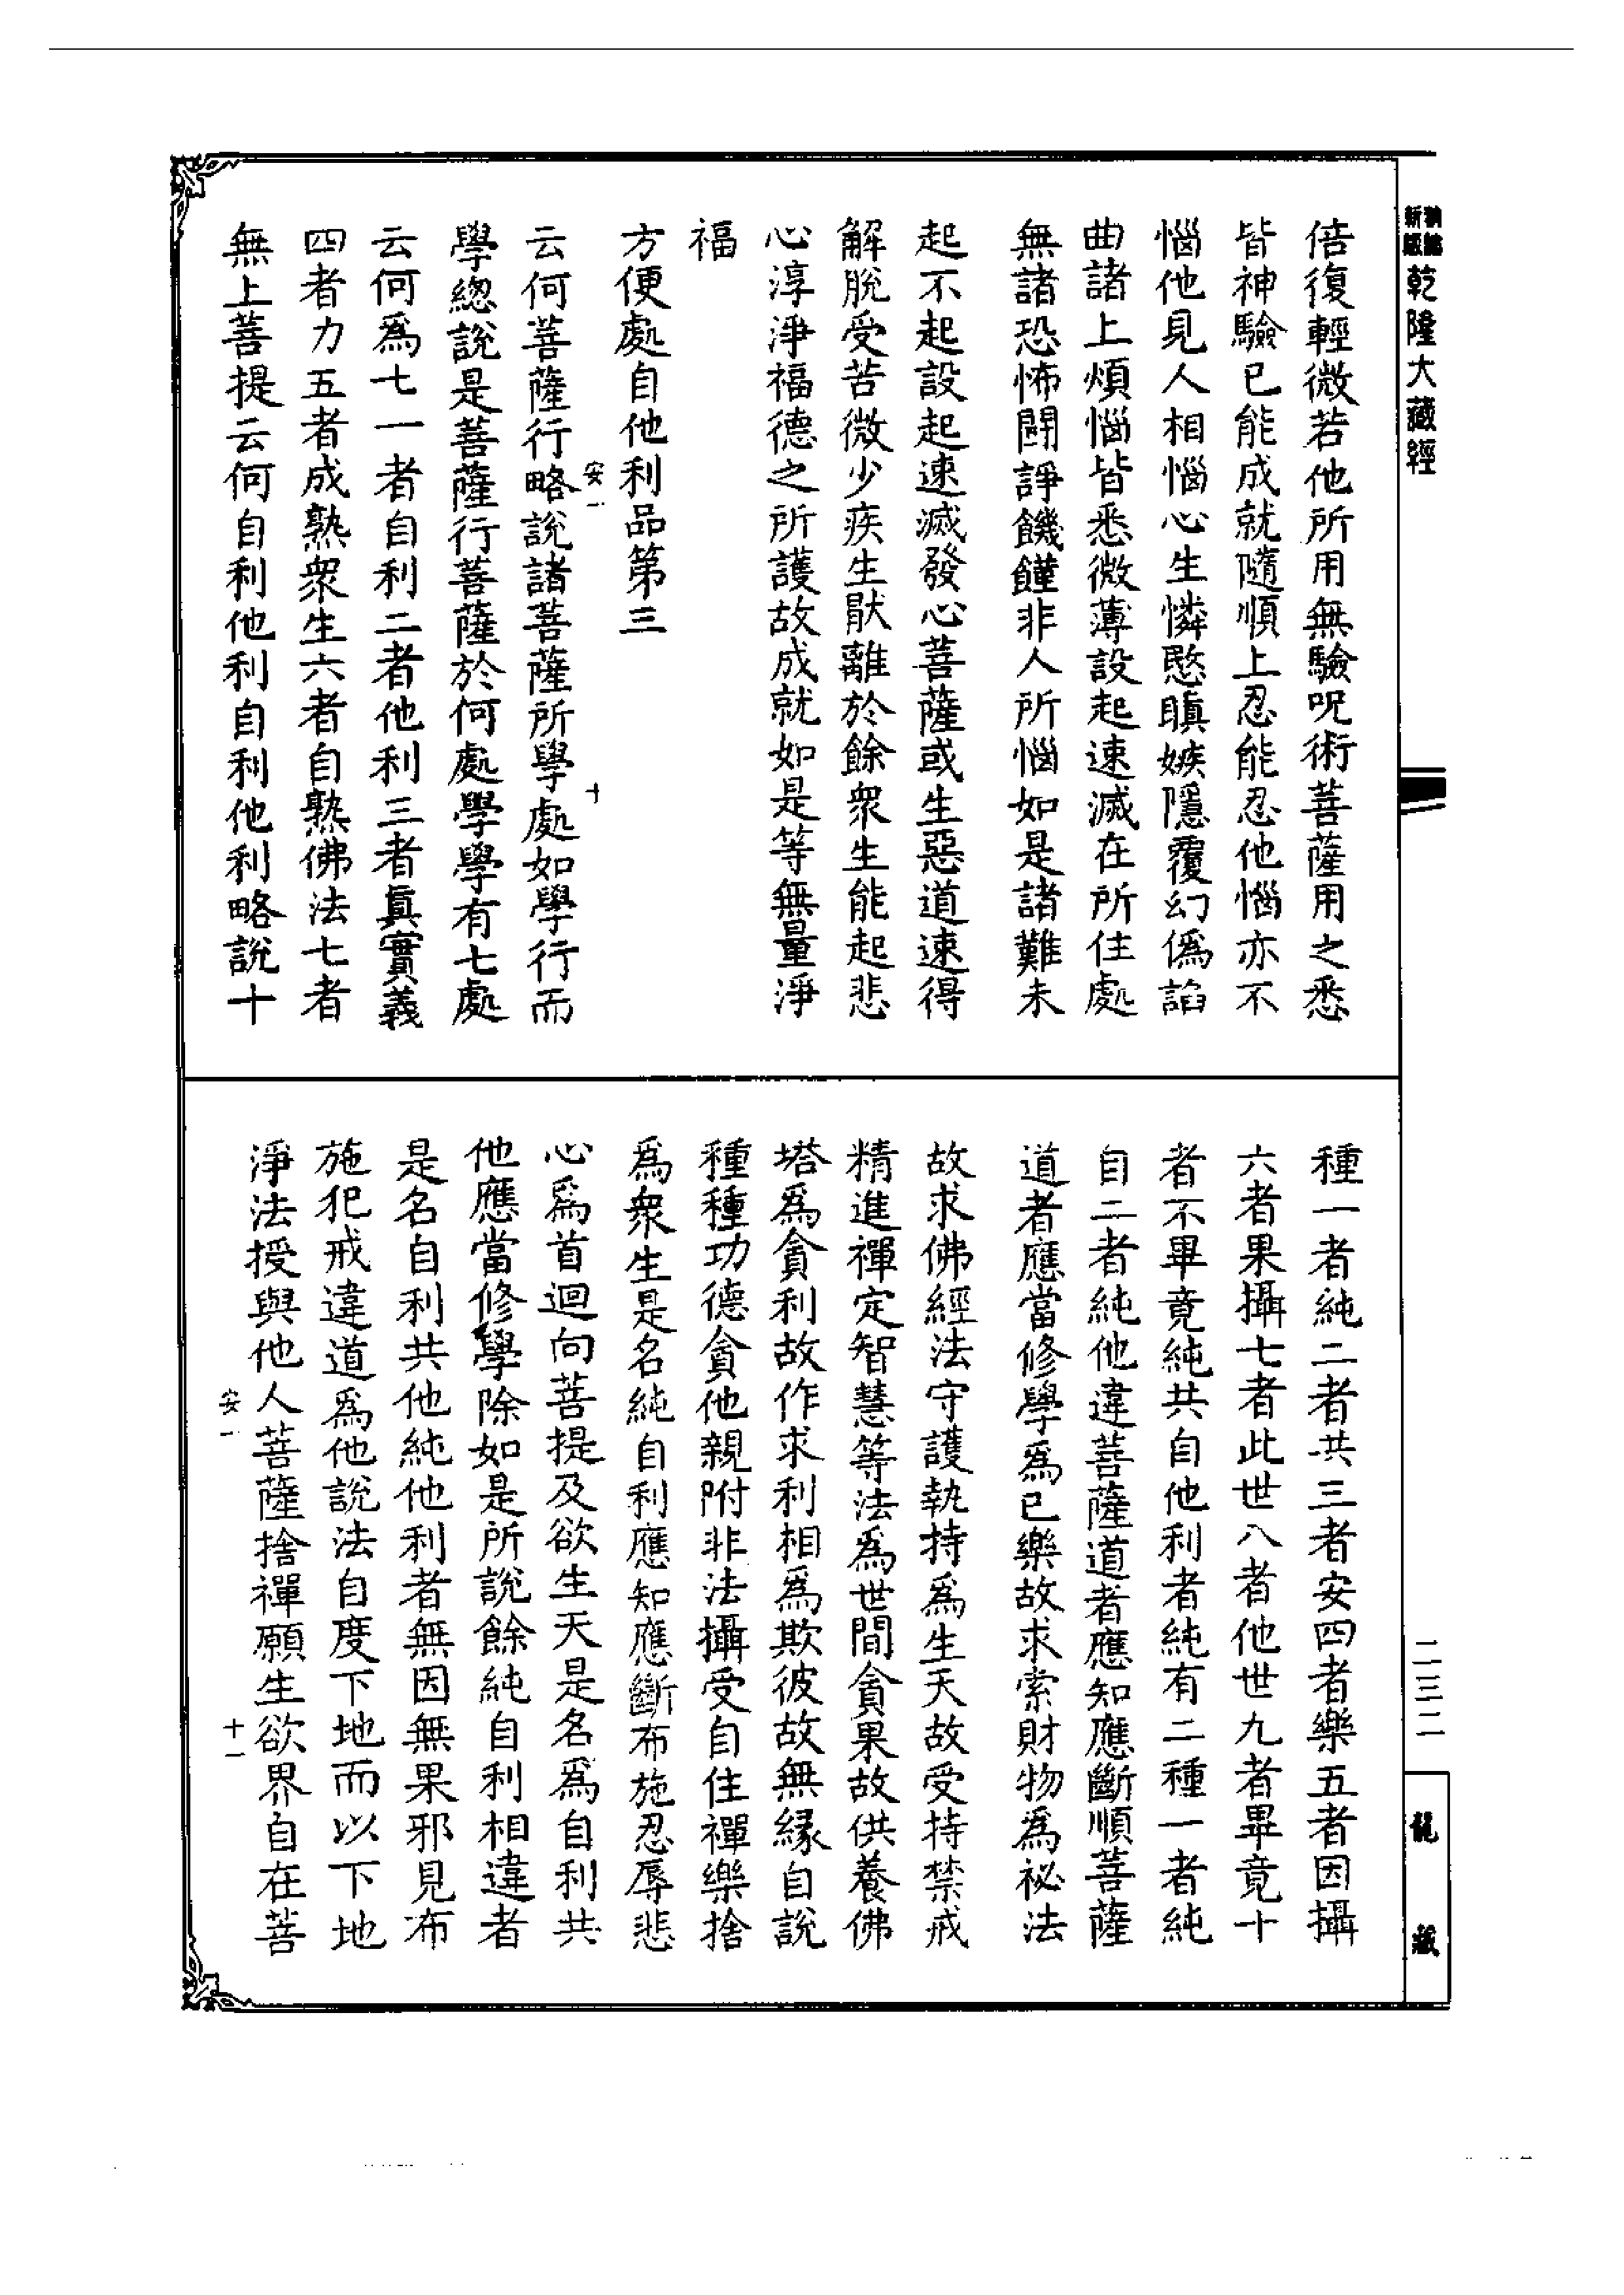 乾隆大藏經
倍復輕微若他所用無驗呪術菩薩用之悉
皆神驗已能成就隨順上忍能忍他惱亦不
惱他見人相惱心生憐愍瞋嫉隱覆幻僞諂
曲諸上煩惱皆悉微薄設起速滅在所住處
無諸恐怖鬪諍饑饉非人所惱如是諸難未
起不起設起速滅發心菩薩或生惡道速得
解脫受苦微少疾生厭離於餘衆生能起悲
心淳淨福德之所護故成就如是等無量淨
福
方便處自他利品第三
安一
十
云何菩薩行略說諸菩薩所學處如學行而
學總說是菩薩行菩薩於何處學學有七處
云何爲七一者自利二者他利三者眞實義
四者力五者成熟衆生六者自熟佛法七者
無上菩提云何自利他利自利他利略說十
種一者純二者共三者安四者樂五者因攝
六者果攝七者此世八者他世九者畢竟十
者不畢竟純共自他利者純有二種一者純
自二者純他違菩薩道者應知應斷順菩薩
道者應當修學爲已樂故求索財物爲祕法
故求佛經法守護執持爲生天故受持禁戒
精進禪定智慧等法爲世間貪果故供養佛
塔爲貪利故作求利相爲欺彼故無緣自說
種種功德貪他親附非法攝受自住禪樂捨
爲衆生是名純自利應知應斷布施忍辱悲
心爲首迴向菩提及欲生天是名爲自利共
他應當修學除如是所說餘純自利相違者
是名自利共他純他利者無因無果邪見布
施犯戒違道爲他說法自度下地而以下地
淨法授與他人菩薩捨禪願生欲界自在菩
安一
十一
二三二
龍藏